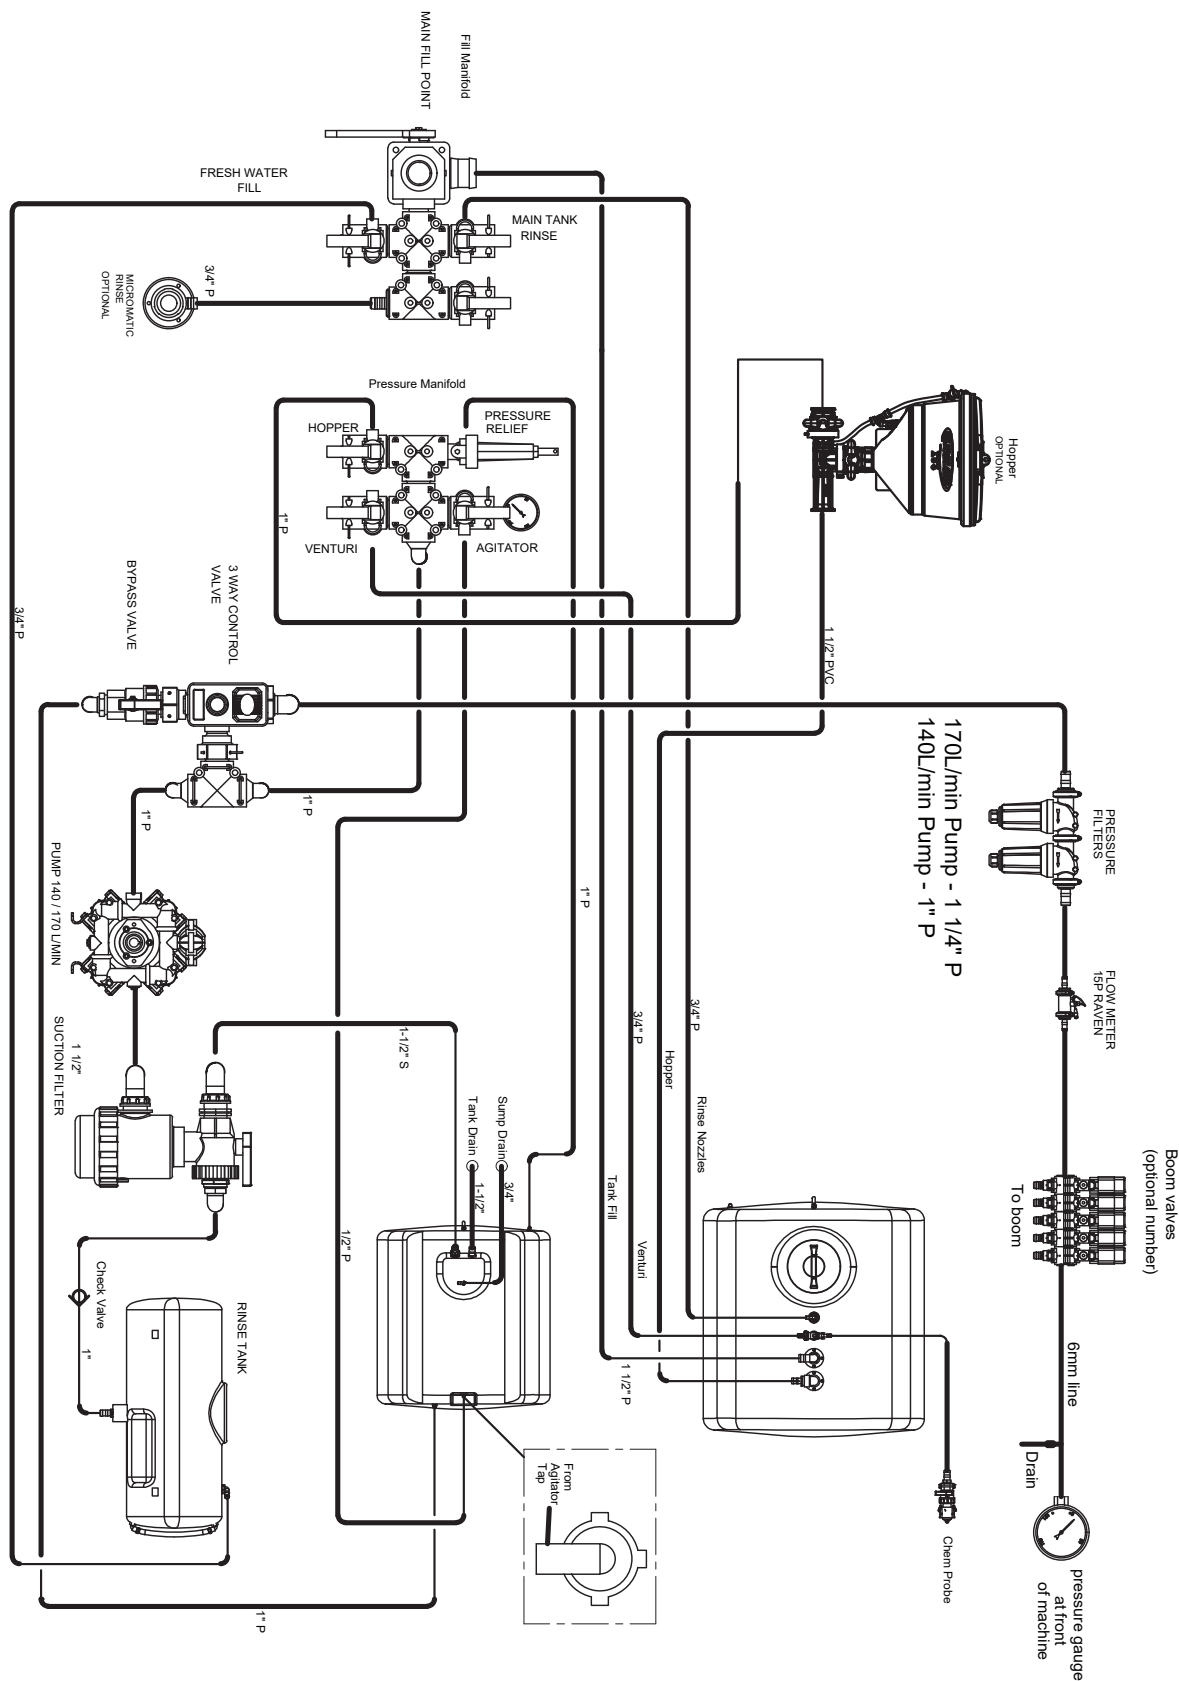 MAIN FILL POINT
Fill Manifold
FRESH WATER
FILL
MAIN TANK
RINSE
3/4" P
MICROMATIC
RINSE
OPTIONAL
Pressure Manifold
HOPPER
PRESSURE
RELIEF
1" P
VENTURI
AGITATOR
Hopper
OPTIONAL
1 1/2" PVC
BYPASS VALVE
3 WAY CONTROL
VALVE
3/4" P
170L/min Pump - 1 1/4" P
140L/min Pump - 1" P
PRESSURE
FILTERS
1" P
1" P
1" P
PUMP 140 / 170 L/MIN
FLOW METER
15P RAVEN
SUCTION FILTER
1 1/2"
1-1/2" S
3/4" P
3/4" P
Hopper
Rinse Nozzles
Tank Drain
Sump Drain
1-1/2"
3/4"
Tank Fill
Venturi
Boom valves
(optional number)
To boom
1/2" P
Check Valve
1"
RINSE TANK
1 1/2" P
6mm line
Drain
From
Agitator
Tap
Chem Probe
pressure gauge
at front
of machine
1" P